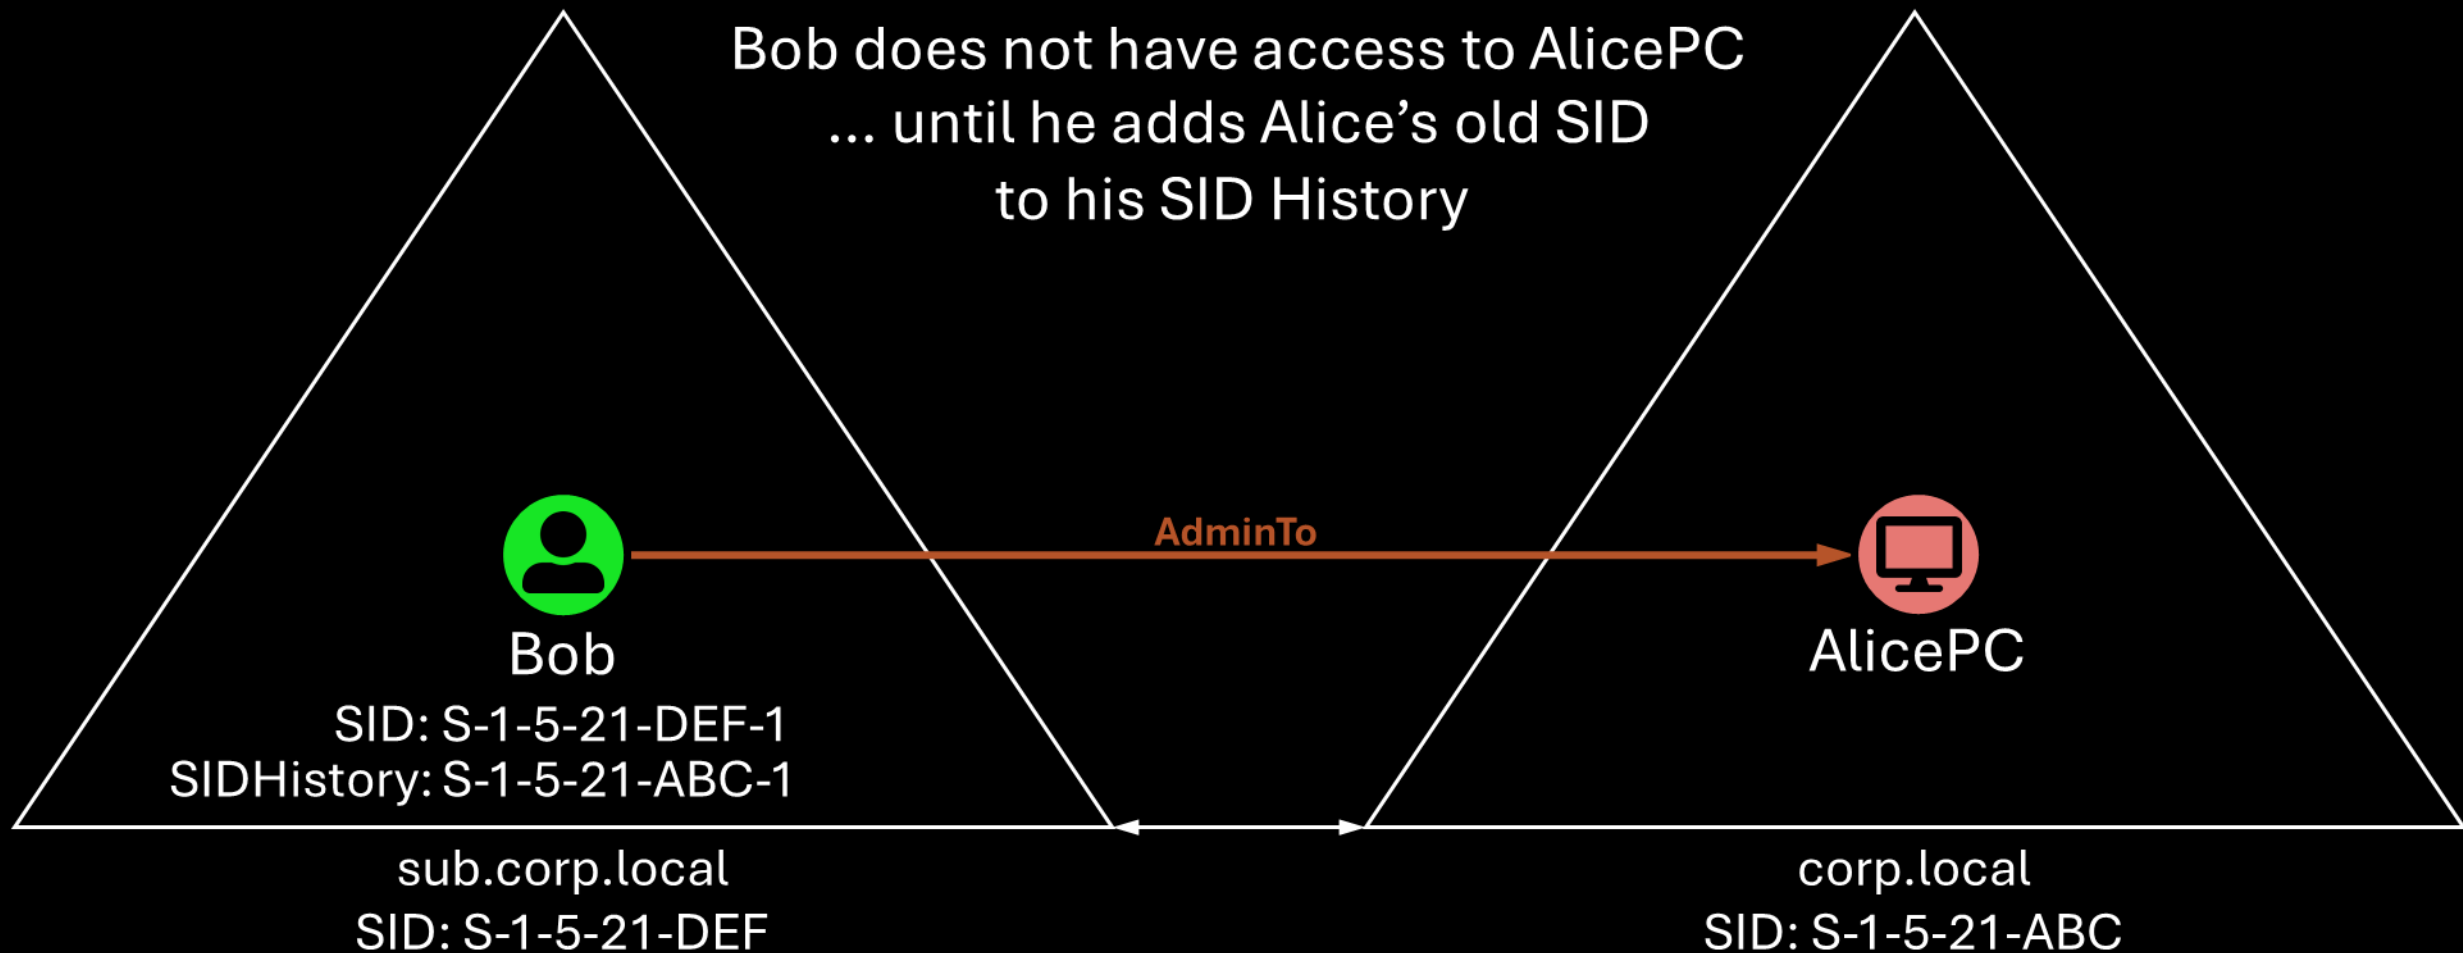 Bob does not have access to AlicePC
... until he adds Alice’s old SID
to his SID History
AdminTo
Bob
SID: S-1-5-21-DEF-1
SIDHistory: S-1-5-21-ABC-1
AlicePC
sub.corp.local
SID: S-1-5-21-DEF
corp.local
SID: S-1-5-21-ABC